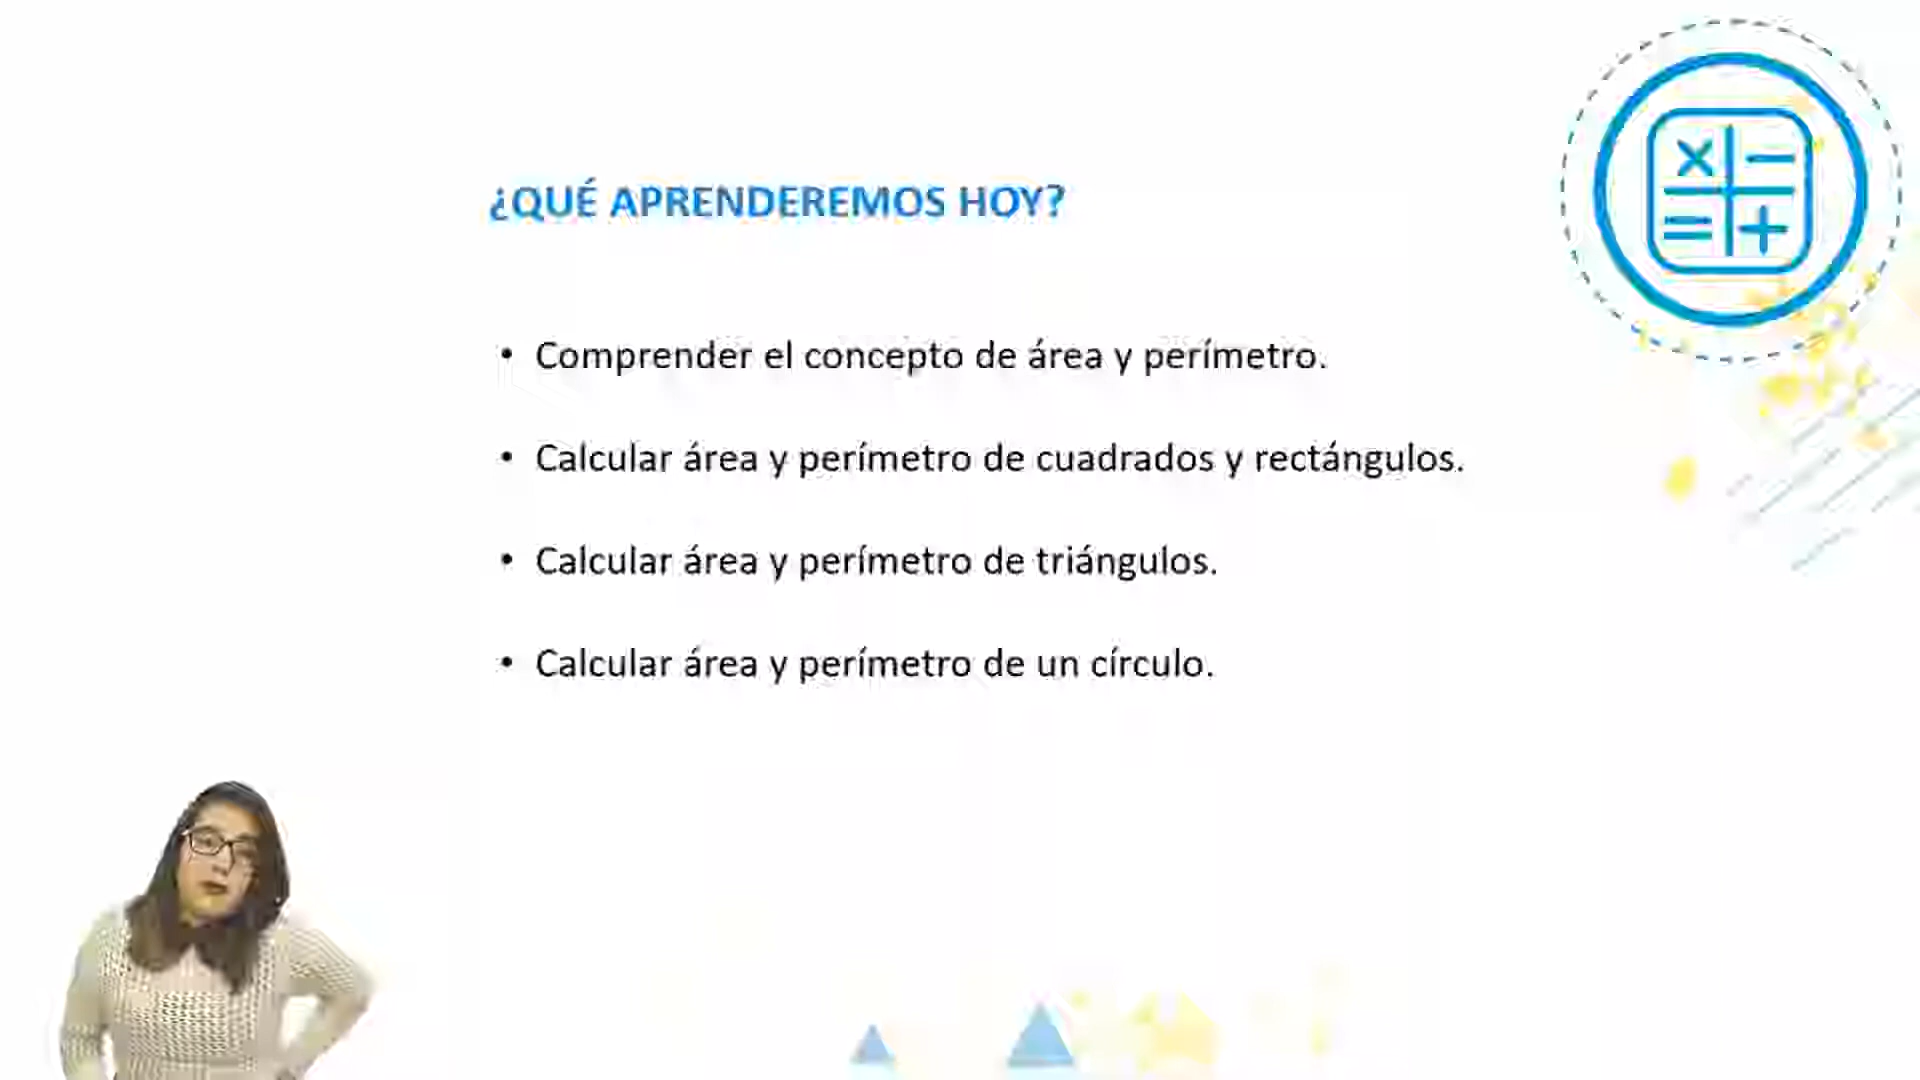 ¿QUÉ APRENDEREMOS HOY?
• Comprender el concepto de área y perímetro.
• Calcular área y perímetro de cuadrados y rectángulos.
• Calcular área y perímetro de triángulos.
• Calcular área y perímetro de un círculo.